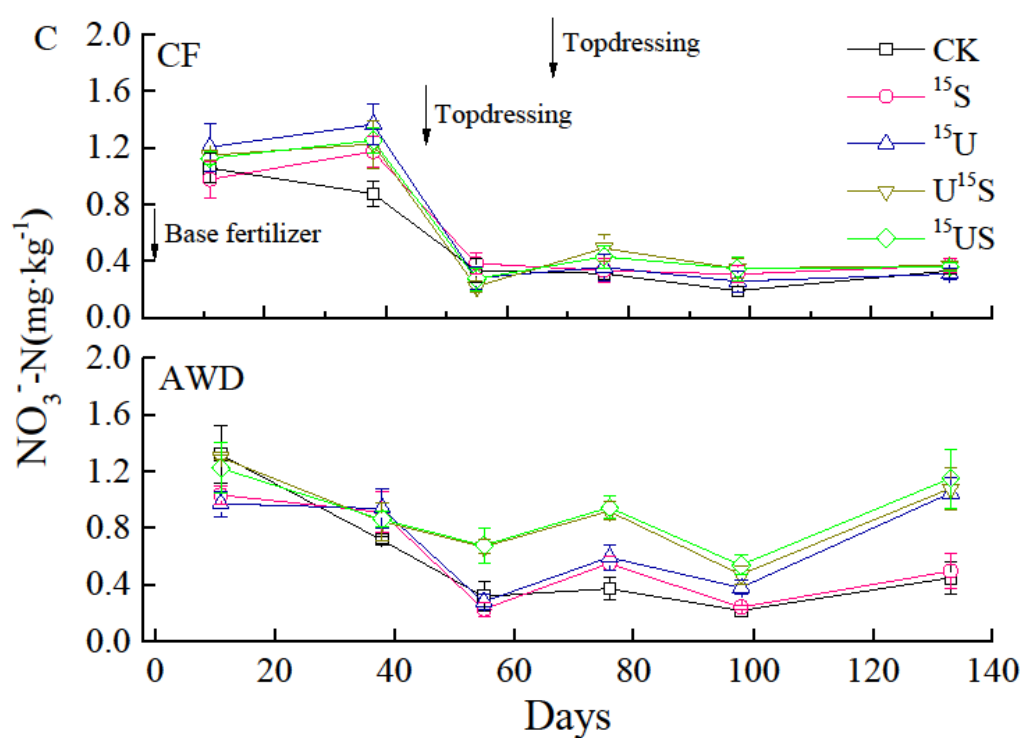 C
CF
2.0
1.6
1.2
0.8
0.4
0.0
Topdressing
Topdressing
Base fertilizer
CK
¹⁵S
¹⁵U
U¹⁵S
¹⁵US
NO₃⁻-N(mg·kg⁻¹)
AWD
2.0
1.6
1.2
0.8
0.4
0.0
0 20 40 60 80 100 120 140
Days